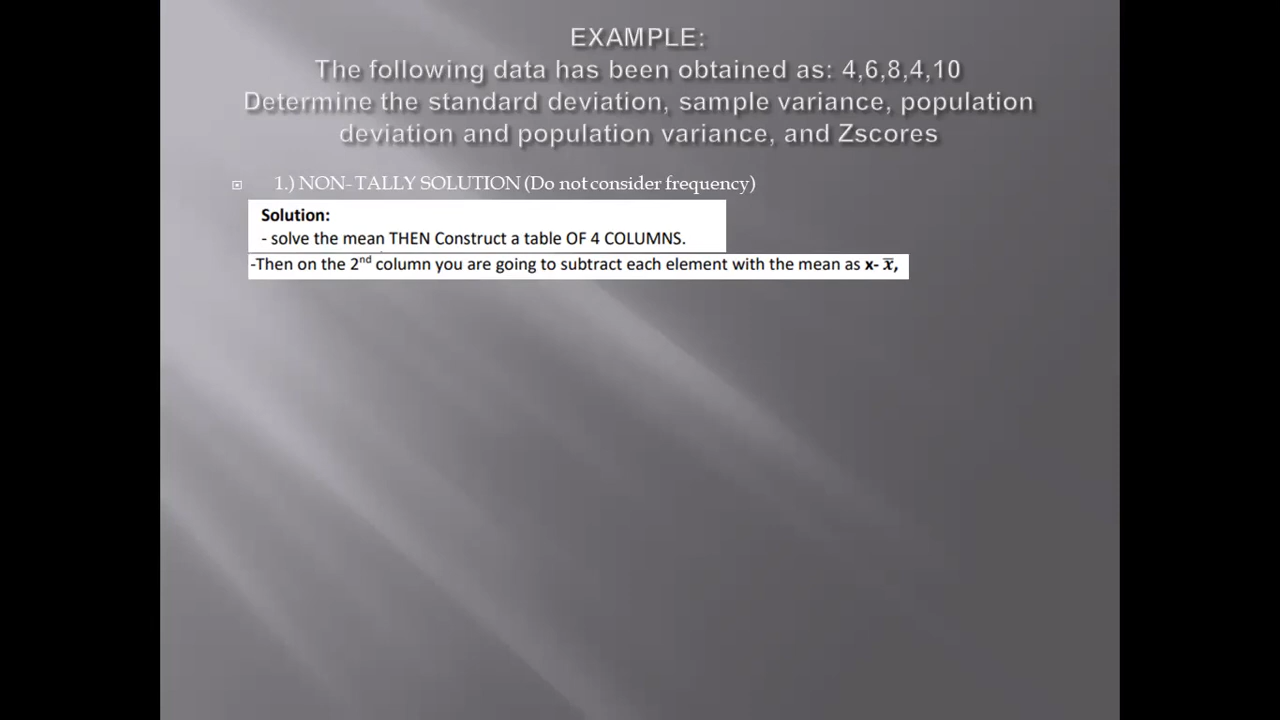 EXAMPLE:
The following data has been obtained as: 4,6,8,4,10
Determine the standard deviation, sample variance, population
deviation and population variance, and Zscores
1.) NON-TALLY SOLUTION (Do not consider frequency)
Solution:
- solve the mean THEN Construct a table OF 4 COLUMNS.
-Then on the 2nd column you are going to subtract each element with the mean as x- x̅,